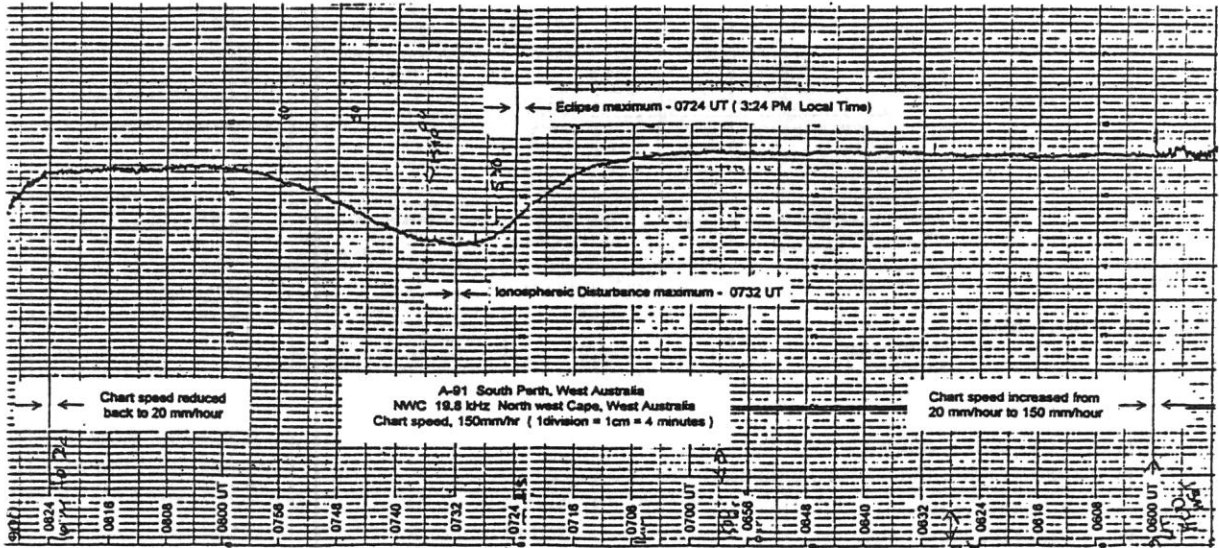 Eclipse maximum - 0724 UT ( 3:24 PM Local Time)
Ionosphereic Disturbance maximum - 0732 UT
Chart speed reduced
back to 20 mm/hour
A-91 South Perth, West Australia
NWC 19.8 kHz North west Cape, West Australia
Chart speed, 150mm/hr ( 1division = 1cm = 4 minutes )
Chart speed increased from
20 mm/hour to 150 mm/hour
0824
0816
0808
0800 UT
0756
0748
0740
0732
0724
0716
0708
0700 UT
0656
0648
0640
0632
0624
0616
0608
0600 UT